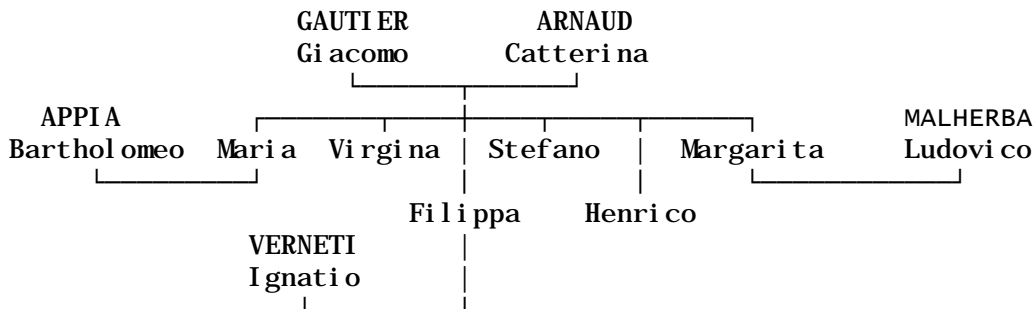 GAUTIER ARNAUD
Giacomo Catterina
APPIA MALHERBA
Bartholomeo Maria Virgina Stefano Margarita Ludovico
Filippa Henrico
VERNETI
Ignatio